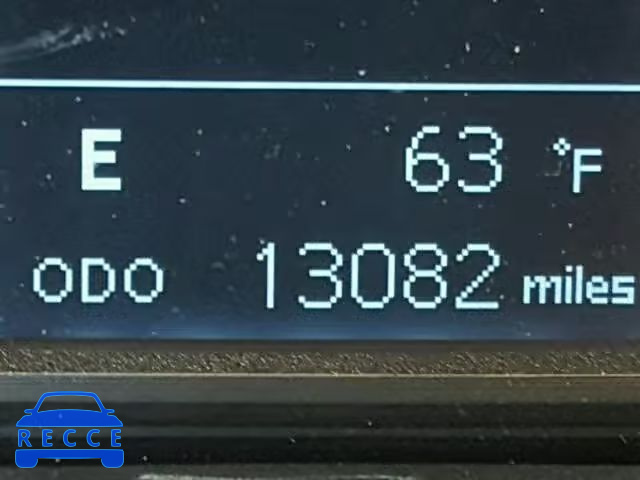 E 63 °F
ODO 13082 miles
RECCE